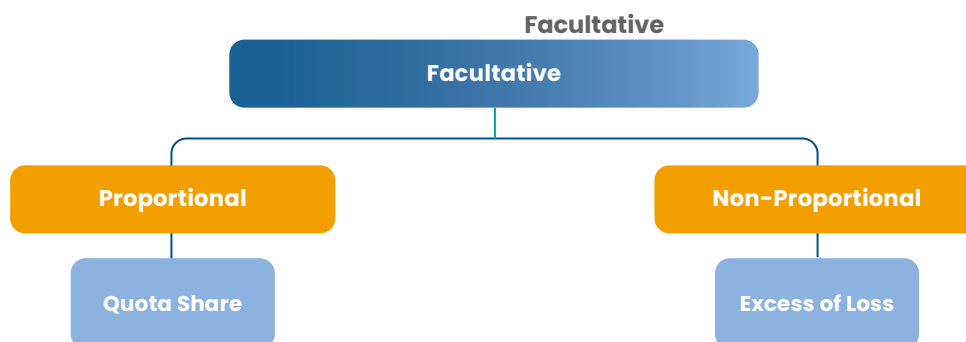 Facultative
Facultative
Proportional
Non-Proportional
Quota Share
Excess of Loss